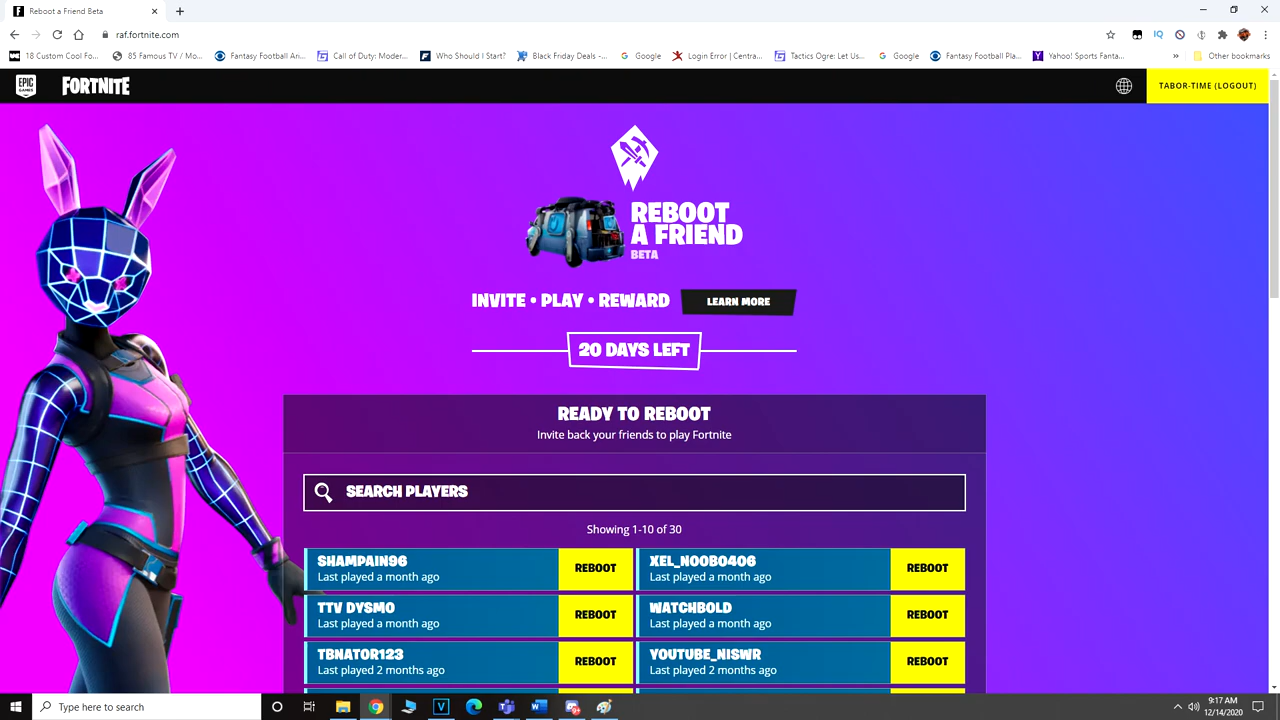 Reboot a Friend Beta
raf.fortnite.com
18 Custom Cool Fo...
85 Famous TV / Mo...
Fantasy Football Ari...
Call of Duty: Moder...
Who Should I Start?
Black Friday Deals -...
Google
Login Error | Centra...
Tactics Ogre: Let Us...
Google
Fantasy Football Pla...
Yahoo! Sports Fanta...
»
Other bookmarks
EPIC GAMES
FORTNITE
TABOR-TIME (LOGOUT)
REBOOT
A FRIEND
BETA
INVITE • PLAY • REWARD
LEARN MORE
20 DAYS LEFT
READY TO REBOOT
Invite back your friends to play Fortnite
SEARCH PLAYERS
Showing 1-10 of 30
SHAMPAIN96
Last played a month ago
REBOOT
XEL_NOOBO406
Last played a month ago
REBOOT
TTV DYSMO
Last played a month ago
REBOOT
WATCHBOLD
Last played a month ago
REBOOT
TBNATOR123
Last played 2 months ago
REBOOT
YOUTUBE_NISWR
Last played 2 months ago
REBOOT
Type here to search
9:17 AM
12/14/2020